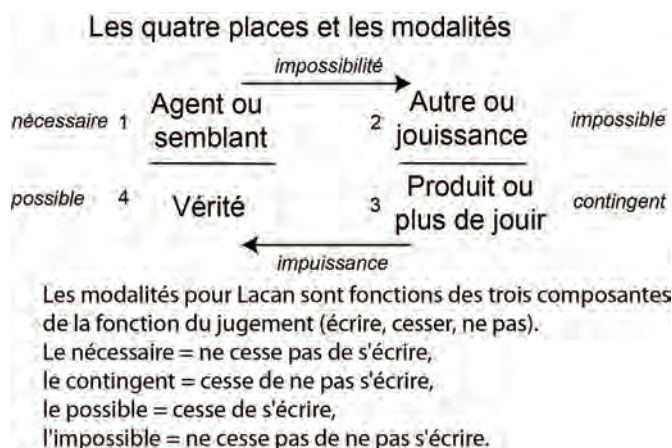 Les quatre places et les modalités
impossibilité
nécessaire 1 Agent ou semblant 2 Autre ou jouissance impossible
possible 4 Vérité 3 Produit ou plus de jouir contingent
impuissance
Les modalités pour Lacan sont fonctions des trois composantes
de la fonction du jugement (écrire, cesser, ne pas).
Le nécessaire = ne cesse pas de s'écrire,
le contingent = cesse de ne pas s'écrire,
le possible = cesse de s'écrire,
l'impossible = ne cesse pas de ne pas s'écrire.